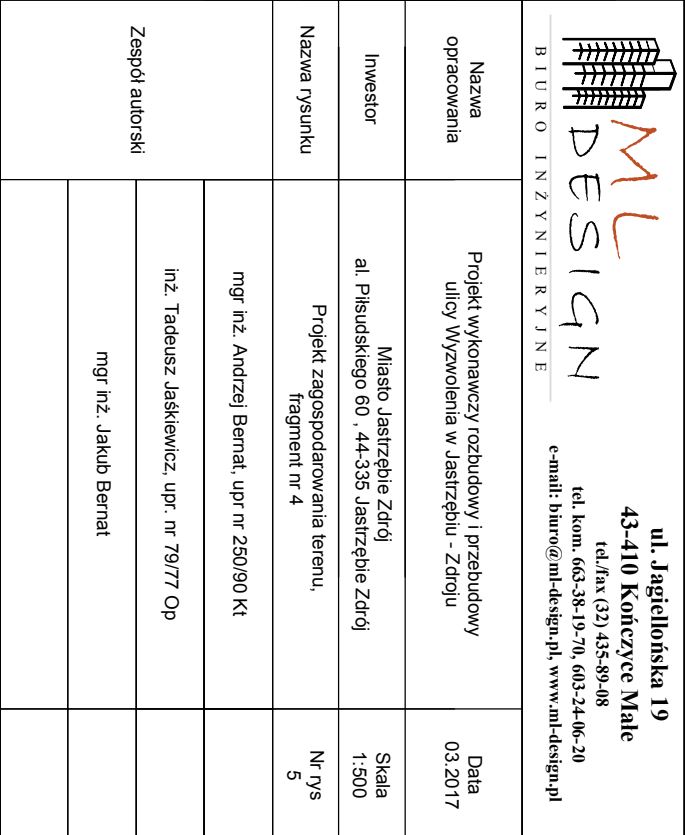 ML
DESIGN
BIURO INŻYNIERYJNE
ul. Jagiellońska 19
43-410 Kończyce Małe
tel./fax (32) 435-89-08
tel. kom. 663-38-19-70, 603-24-06-20
e-mail: biuro@ml-design.pl, www.ml-design.pl
Nazwa
opracowania
Projekt wykonawczy rozbudowy i przebudowy
ulicy Wyzwolenia w Jastrzębiu - Zdroju
Data
03.2017
Inwestor
Miasto Jastrzębie Zdrój
al. Piłsudskiego 60 , 44-335 Jastrzębie Zdrój
Skala
1:500
Nazwa rysunku
Projekt zagospodarowania terenu,
fragment nr 4
Nr rys
5
Zespół autorski
mgr inż. Andrzej Bernat, upr nr 250/90 Kt
inż. Tadeusz Jaśkiewicz, upr. nr 79/77 Op
mgr inż. Jakub Bernat